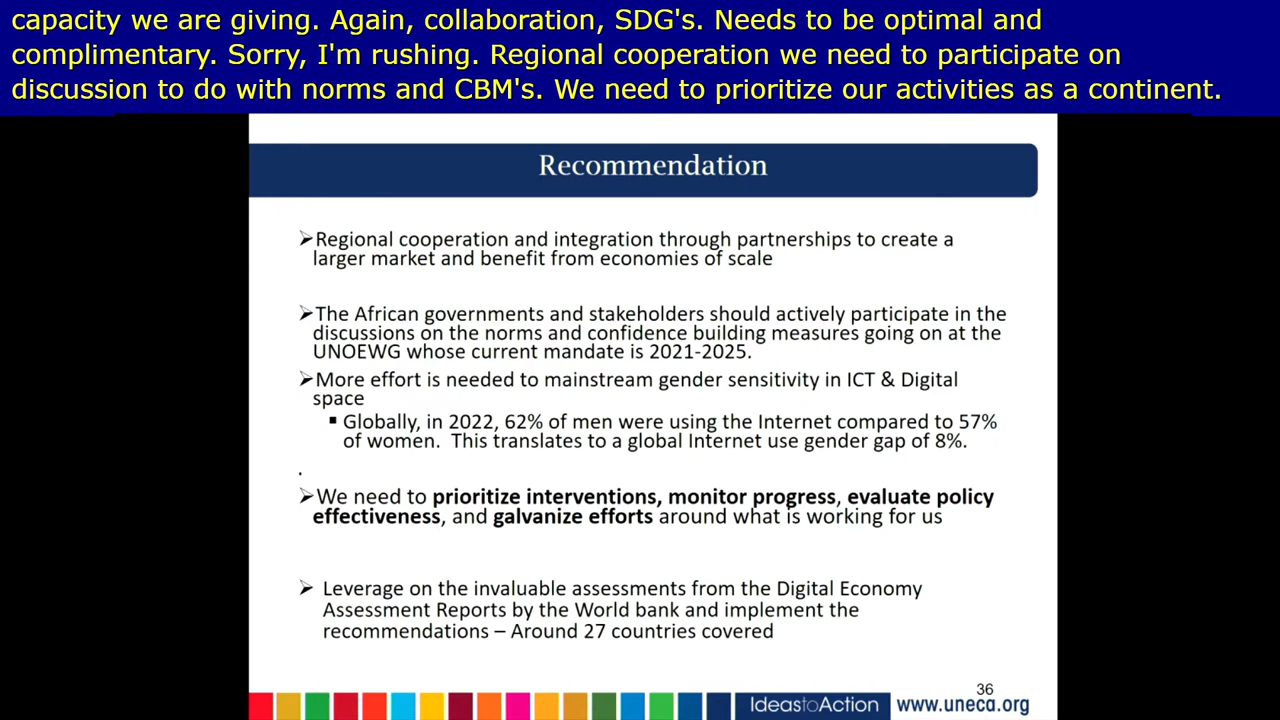 capacity we are giving. Again, collaboration, SDG's. Needs to be optimal and
complimentary. Sorry, I'm rushing. Regional cooperation we need to participate on
discussion to do with norms and CBM's. We need to prioritize our activities as a continent.
Recommendation
➢Regional cooperation and integration through partnerships to create a
larger market and benefit from economies of scale
➢The African governments and stakeholders should actively participate in the
discussions on the norms and confidence building measures going on at the
UNOEWG whose current mandate is 2021-2025.
➢More effort is needed to mainstream gender sensitivity in ICT & Digital
space
▪ Globally, in 2022, 62% of men were using the Internet compared to 57%
of women. This translates to a global Internet use gender gap of 8%.
.
➢We need to prioritize interventions, monitor progress, evaluate policy
effectiveness, and galvanize efforts around what is working for us
➢ Leverage on the invaluable assessments from the Digital Economy
Assessment Reports by the World bank and implement the
recommendations – Around 27 countries covered
36
IdeastoAction www.uneca.org